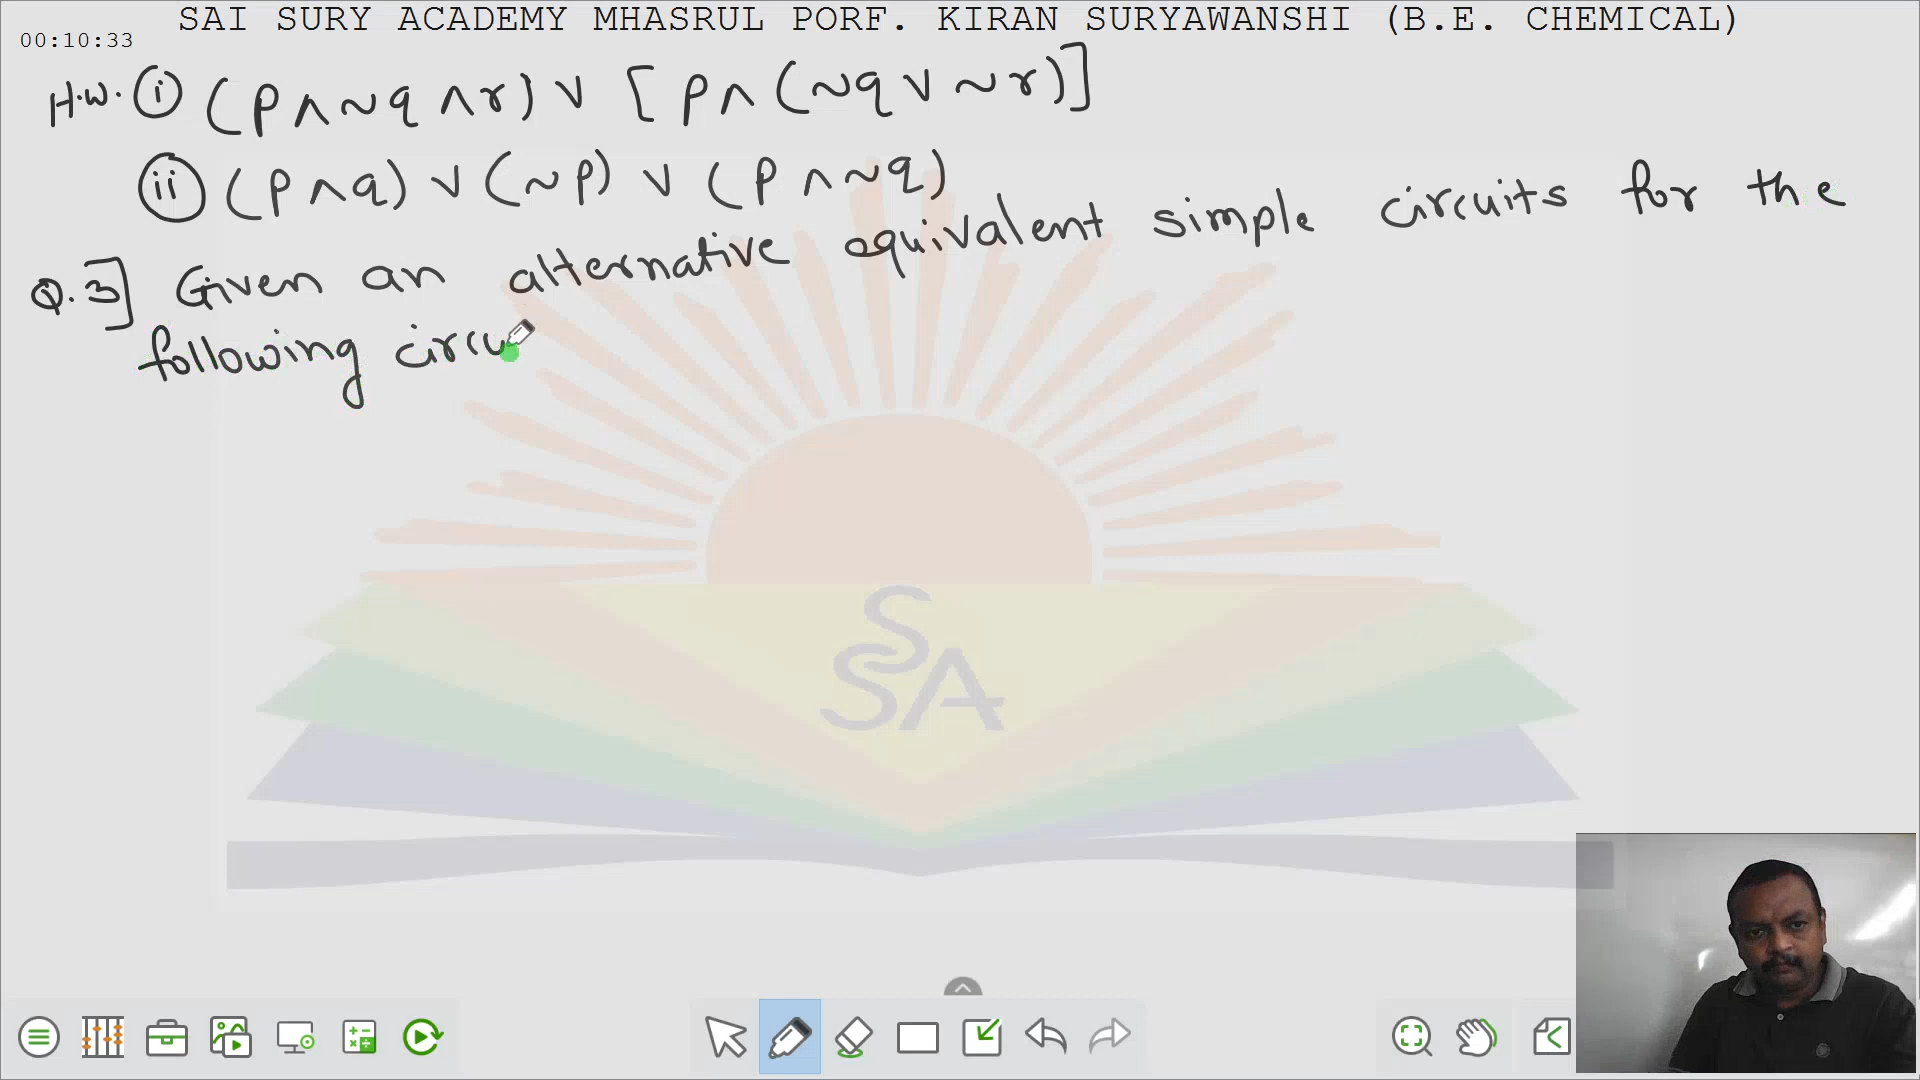 SAI SURY ACADEMY MHASRUL PORF. KIRAN SURYAWANSHI (B.E. CHEMICAL)
00:10:33
H.W. (i) (p∧~q∧r)∨[p∧(~q∨~r)]
(ii) (p∧q)∨(~p)∨(p∧~q)
Q.3] Given an alternative equivalent simple circuits for the
following circu
SSA